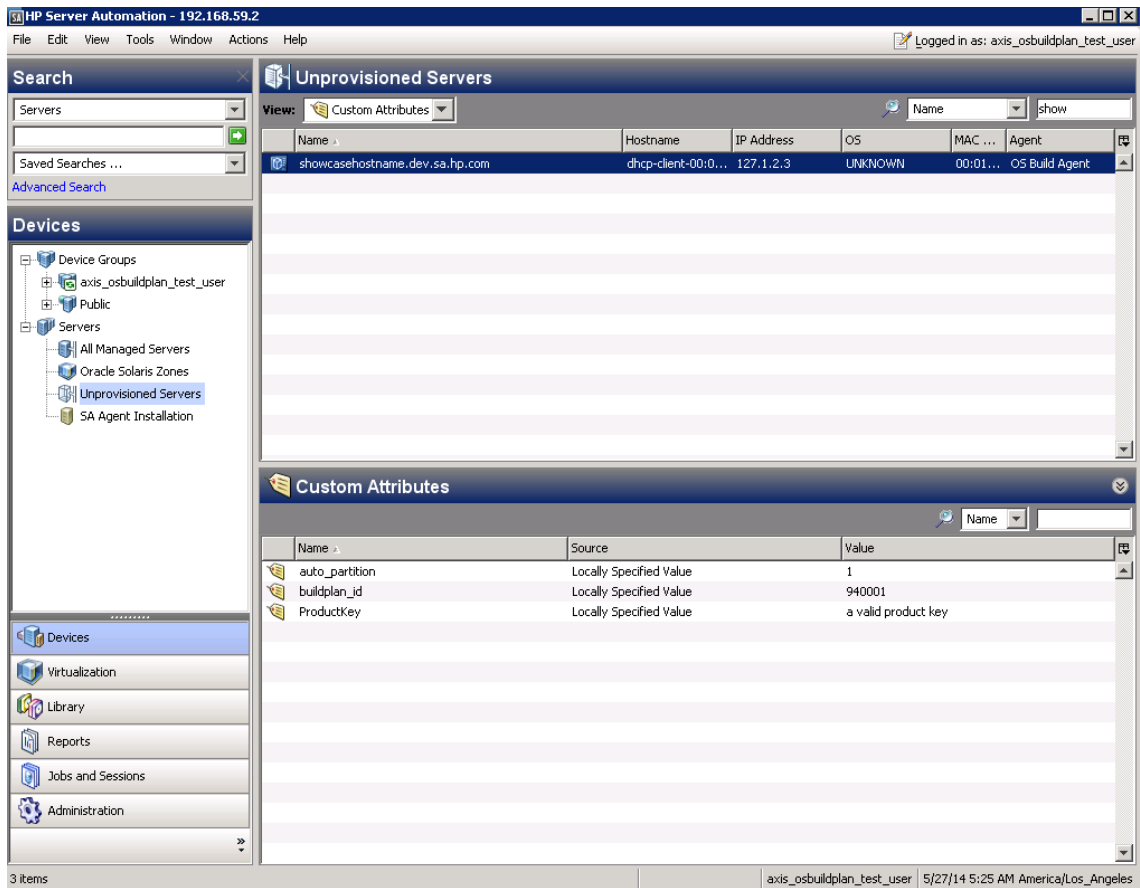 HP Server Automation - 192.168.59.2
File Edit View Tools Window Actions Help
Logged in as: axis_osbuildplan_test_user
Search
Servers
Saved Searches ...
Advanced Search
Devices
Device Groups
axis_osbuildplan_test_user
Public
Servers
All Managed Servers
Oracle Solaris Zones
Unprovisioned Servers
SA Agent Installation
Devices
Virtualization
Library
Reports
Jobs and Sessions
Administration
Unprovisioned Servers
View: Custom Attributes Name show
Name Hostname IP Address OS MAC ... Agent
showcasehostname.dev.sa.hp.com dhcp-client-00:0... 127.1.2.3 UNKNOWN 00:01... OS Build Agent
Custom Attributes
Name
Name Source Value
auto_partition Locally Specified Value 1
buildplan_id Locally Specified Value 940001
ProductKey Locally Specified Value a valid product key
3 items axis_osbuildplan_test_user 5/27/14 5:25 AM America/Los_Angeles